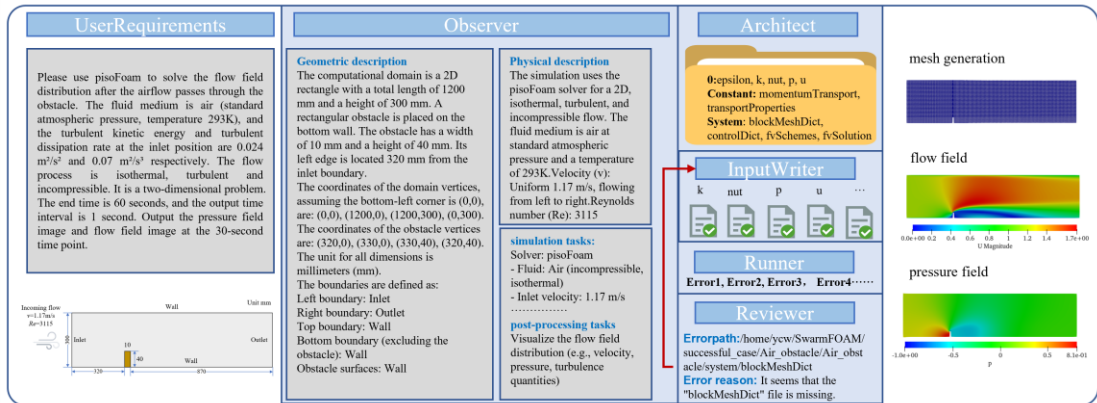 UserRequirements
Please use pisoFoam to solve the flow field
distribution after the airflow passes through the
obstacle. The fluid medium is air (standard
atmospheric pressure, temperature 293K), and
the turbulent kinetic energy and turbulent
dissipation rate at the inlet position are 0.024
m²/s² and 0.07 m²/s³ respectively. The flow
process is isothermal, turbulent and
incompressible. It is a two-dimensional problem.
The end time is 60 seconds, and the output time
interval is 1 second. Output the pressure field
image and flow field image at the 30-second
time point.
Incoming flow
v=1.17m/s
Re=3115
Wall
Unit mm
300
Inlet
10
40
Wall
Outlet
320
870
Observer
Geometric description
The computational domain is a 2D
rectangle with a total length of 1200
mm and a height of 300 mm. A
rectangular obstacle is placed on the
bottom wall. The obstacle has a width
of 10 mm and a height of 40 mm. Its
left edge is located 320 mm from the
inlet boundary.
The coordinates of the domain vertices,
assuming the bottom-left corner is (0,0),
are: (0,0), (1200,0), (1200,300), (0,300).
The coordinates of the obstacle vertices
are: (320,0), (330,0), (330,40), (320,40).
The unit for all dimensions is
millimeters (mm).
The boundaries are defined as:
Left boundary: Inlet
Right boundary: Outlet
Top boundary: Wall
Bottom boundary (excluding the
obstacle): Wall
Obstacle surfaces: Wall
Physical description
The simulation uses the
pisoFoam solver for a 2D,
isothermal, turbulent, and
incompressible flow. The
fluid medium is air at
standard atmospheric
pressure and a temperature
of 293K.Velocity (v):
Uniform 1.17 m/s, flowing
from left to right.Reynolds
number (Re): 3115
simulation tasks:
Solver: pisoFoam
- Fluid: Air (incompressible,
isothermal)
- Inlet velocity: 1.17 m/s
...............
post-processing tasks
Visualize the flow field
distribution (e.g., velocity,
pressure, turbulence
quantities)
Architect
0:epsilon, k, nut, p, u
Constant: momentumTransport,
transportProperties
System: blockMeshDict,
controlDict, fvSchemes, fvSolution
InputWriter
k nut p u ...
Runner
Error1, Error2, Error3, Error4······
Reviewer
Errorpath:/home/ycw/SwarmFOAM/
successful_case/Air_obstacle/Air_obst
acle/system/blockMeshDict
Error reason: It seems that the
"blockMeshDict" file is missing.
mesh generation
flow field
0.0e+00 0.2 0.4 0.6 0.8 1 1.2 1.4 1.7e+00
U Magnitude
pressure field
-1.0e+00 -0.5 0.0 8.1e-01
p